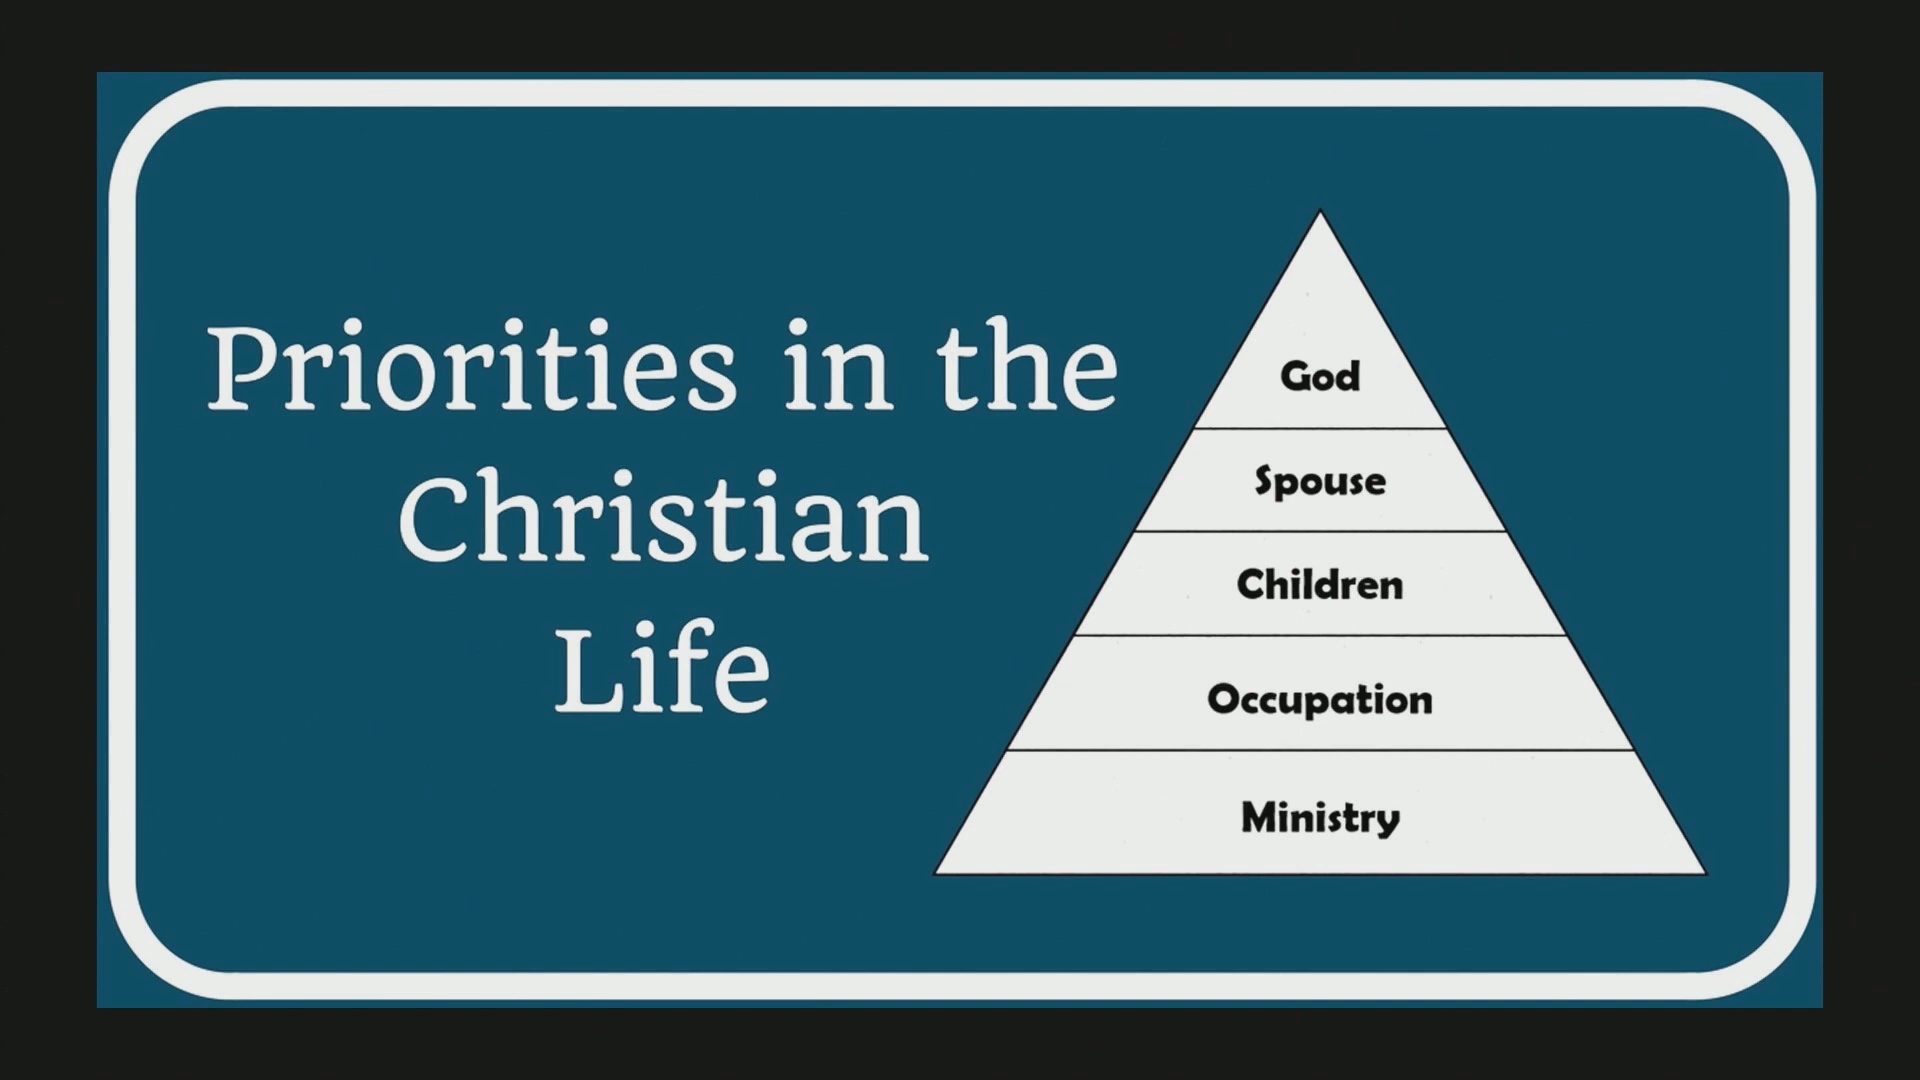 Priorities in the
Christian
Life
God
Spouse
Children
Occupation
Ministry